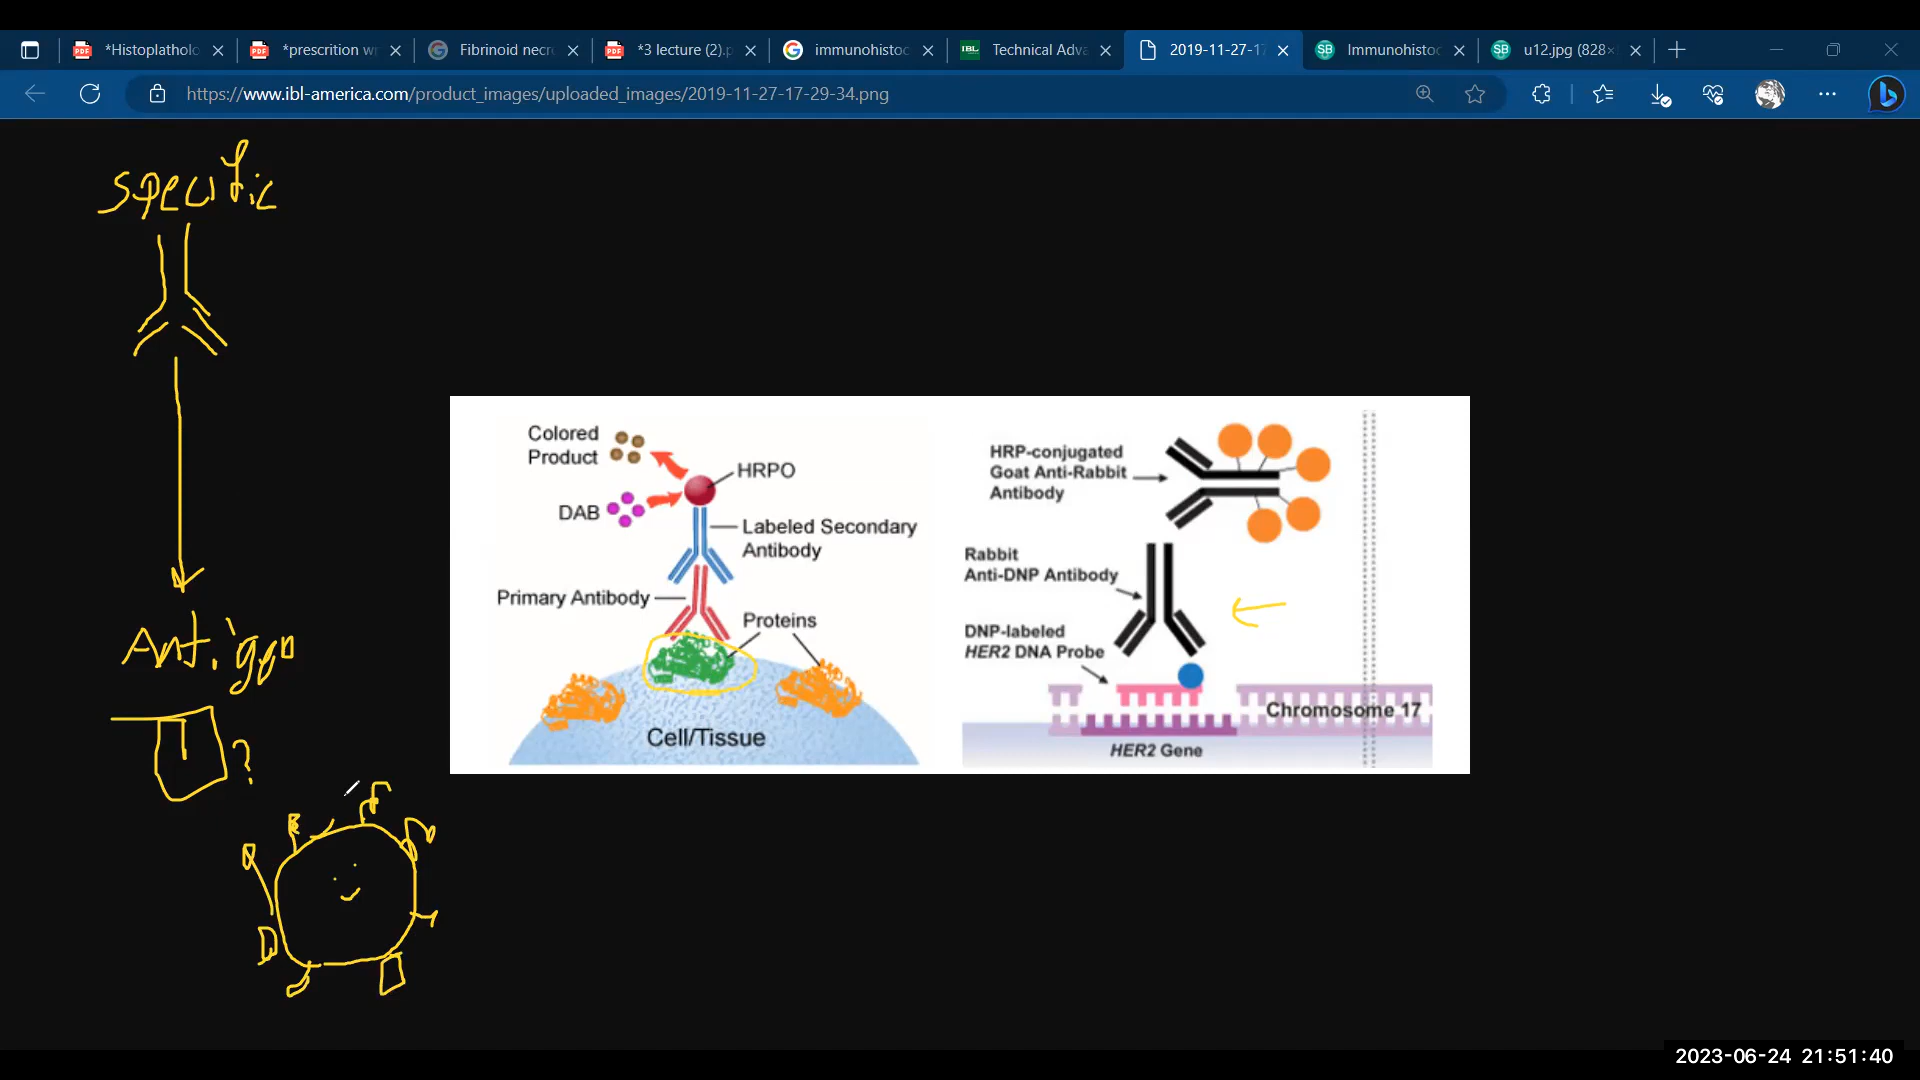 *Histoplatholo
*prescrition w
Fibrinoid necr
*3 lecture (2).p
immunohistoc
Technical Adva
2019-11-27-17
Immunohistoc
u12.jpg (828×
https://www.ibl-america.com/product_images/uploaded_images/2019-11-27-17-29-34.png
specific
Antigen
?
Colored
Product
HRPO
DAB
Labeled Secondary
Antibody
Primary Antibody
Proteins
Cell/Tissue
HRP-conjugated
Goat Anti-Rabbit
Antibody
Rabbit
Anti-DNP Antibody
DNP-labeled
HER2 DNA Probe
Chromosome 17
HER2 Gene
2023-06-24 21:51:40